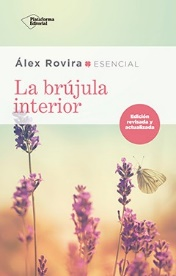 Plataforma
Editorial
Álex Rovira ESENCIAL
La brújula
interior
Edición
revisada y
actualizada